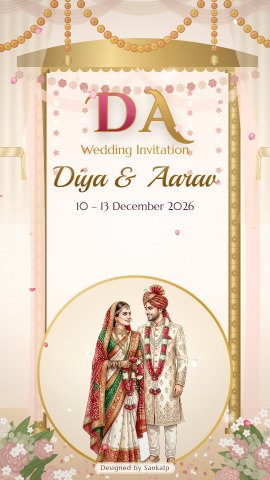 DA
Wedding Invitation
Diya & Aarav
10 – 13 December 2026
Designed by Sankalp